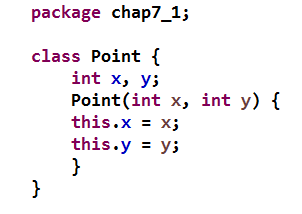 package chap7_1;
class Point {
int x, y;
Point(int x, int y) {
this.x = x;
this.y = y;
}
}